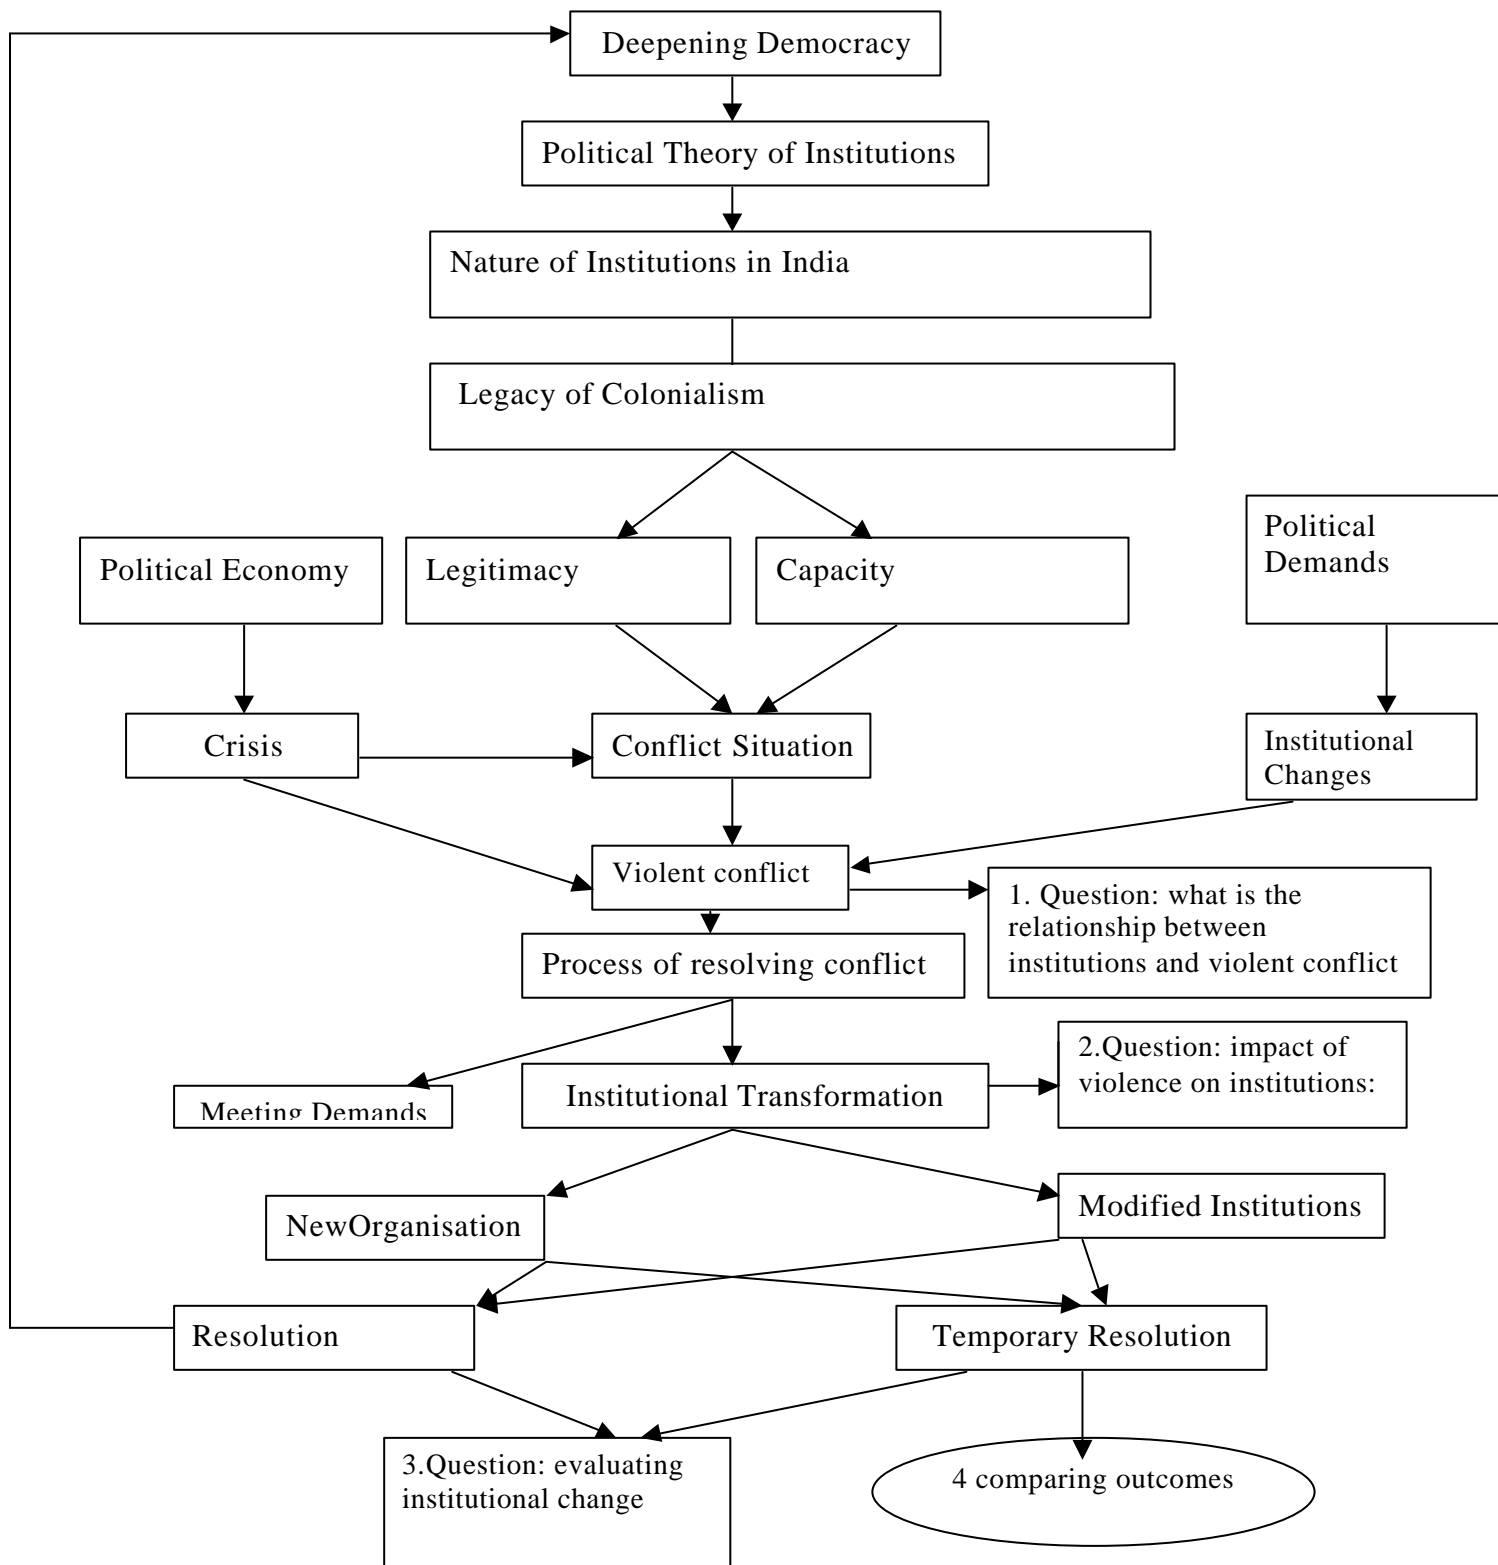 Deepening Democracy
Political Theory of Institutions
Nature of Institutions in India
Legacy of Colonialism
Political
Demands
Political Economy
Legitimacy
Capacity
Crisis
Conflict Situation
Institutional
Changes
Violent conflict
1. Question: what is the
relationship between
institutions and violent conflict
Process of resolving conflict
2.Question: impact of
violence on institutions:
Meeting Demands
Institutional Transformation
NewOrganisation
Modified Institutions
Resolution
Temporary Resolution
3.Question: evaluating
institutional change
4 comparing outcomes